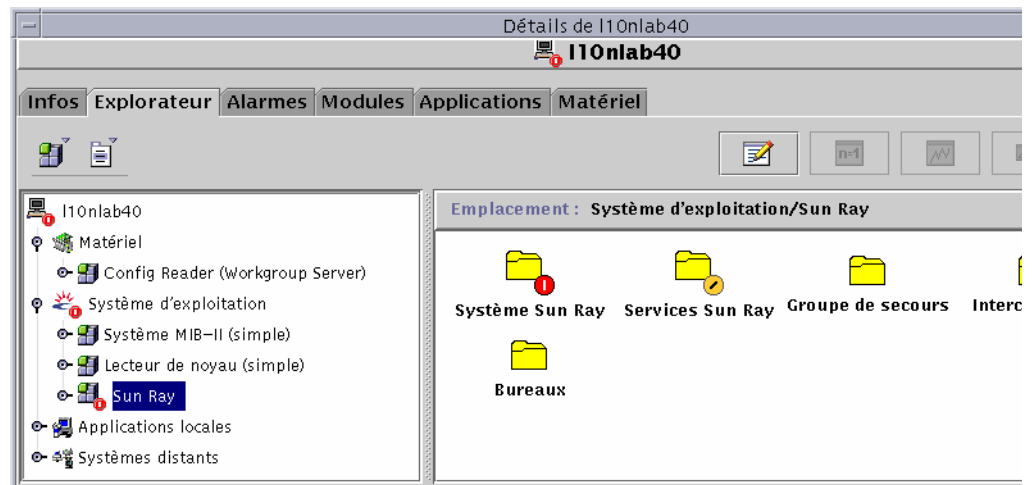 Détails de l10nlab40
l10nlab40
Infos Explorateur Alarmes Modules Applications Matériel
n=1
l10nlab40
Matériel
Config Reader (Workgroup Server)
Système d'exploitation
Système MIB-II (simple)
Lecteur de noyau (simple)
Sun Ray
Applications locales
Systèmes distants
Emplacement : Système d'exploitation/Sun Ray
Système Sun Ray Services Sun Ray Groupe de secours Interc
Bureaux